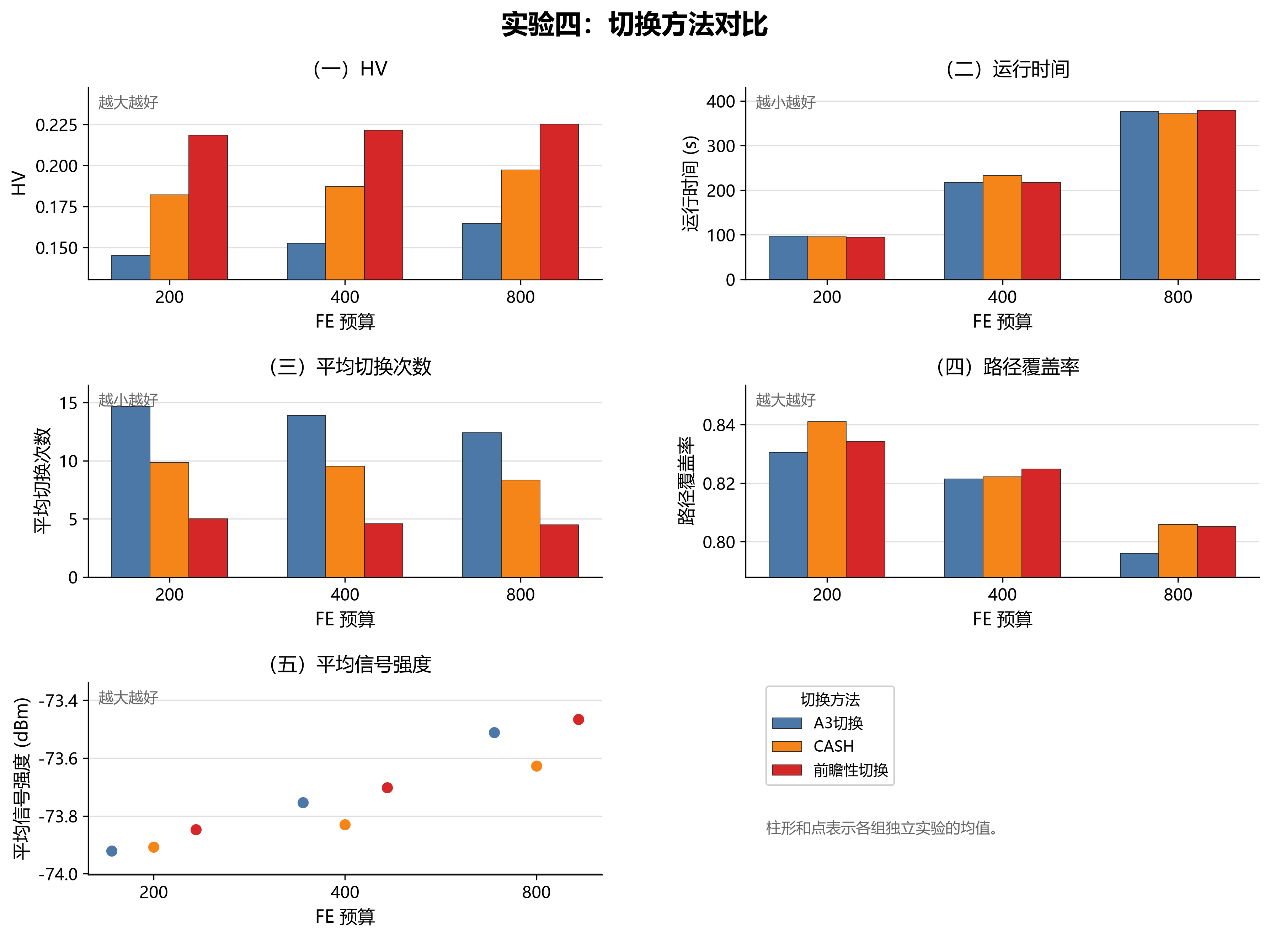 实验四：切换方法对比
（一）HV
越大越好
HV
0.225
0.200
0.175
0.150
200
400
800
FE 预算
（二）运行时间
越小越好
运行时间 (s)
400
300
200
100
0
200
400
800
FE 预算
（三）平均切换次数
越小越好
平均切换次数
15
10
5
0
200
400
800
FE 预算
（四）路径覆盖率
越大越好
路径覆盖率
0.84
0.82
0.80
200
400
800
FE 预算
（五）平均信号强度
越大越好
平均信号强度 (dBm)
-73.4
-73.6
-73.8
-74.0
200
400
800
FE 预算
切换方法
A3切换
CASH
前瞻性切换
柱形和点表示各组独立实验的均值。